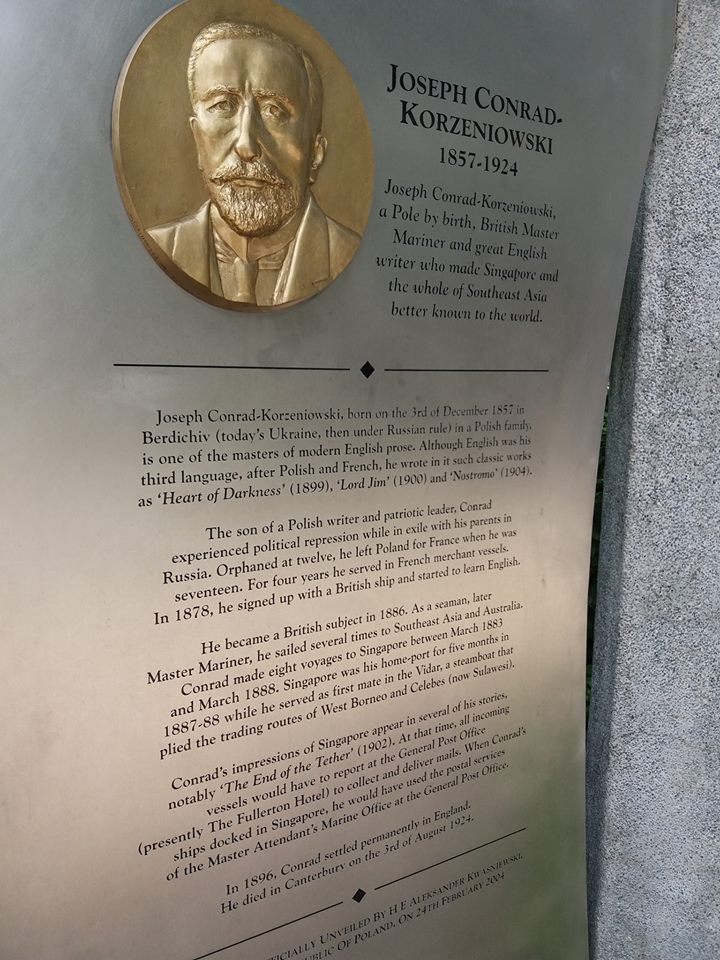 JOSEPH CONRAD-
KORZENIOWSKI
1857-1924
Joseph Conrad-Korzeniowski,
a Pole by birth, British Master
Mariner and great English
writer who made Singapore and
the whole of Southeast Asia
better known to the world.
Joseph Conrad-Korzeniowski, born on the 3rd of December 1857 in
Berdichiv (today's Ukraine, then under Russian rule) in a Polish family,
is one of the masters of modern English prose. Although English was his
third language, after Polish and French, he wrote in it such classic works
as 'Heart of Darkness' (1899), 'Lord Jim' (1900) and 'Nostromo' (1904).
The son of a Polish writer and patriotic leader, Conrad
experienced political repression while in exile with his parents in
Russia. Orphaned at twelve, he left Poland for France when he was
seventeen. For four years he served in French merchant vessels.
In 1878, he signed up with a British ship and started to learn English.
He became a British subject in 1886. As a seaman, later
Master Mariner, he sailed several times to Southeast Asia and Australia.
Conrad made eight voyages to Singapore between March 1883
and March 1888. Singapore was his home-port for five months in
1887-88 while he served as first mate in the Vidar, a steamboat that
plied the trading routes of West Borneo and Celebes (now Sulawesi).
Conrad's impressions of Singapore appear in several of his stories,
notably 'The End of the Tether' (1902). At that time, all incoming
vessels would have to report at the General Post Office
(presently The Fullerton Hotel) to collect and deliver mails. When Conrad's
ships docked in Singapore, he would have used the postal services
of the Master Attendant's Marine Office at the General Post Office.
In 1896, Conrad settled permanently in England.
He died in Canterbury on the 3rd of August 1924.
UNVEILED BY H E ALEKSANDER KWASNIEWSKI,
OF POLAND, ON 24TH FEBRUARY 2004